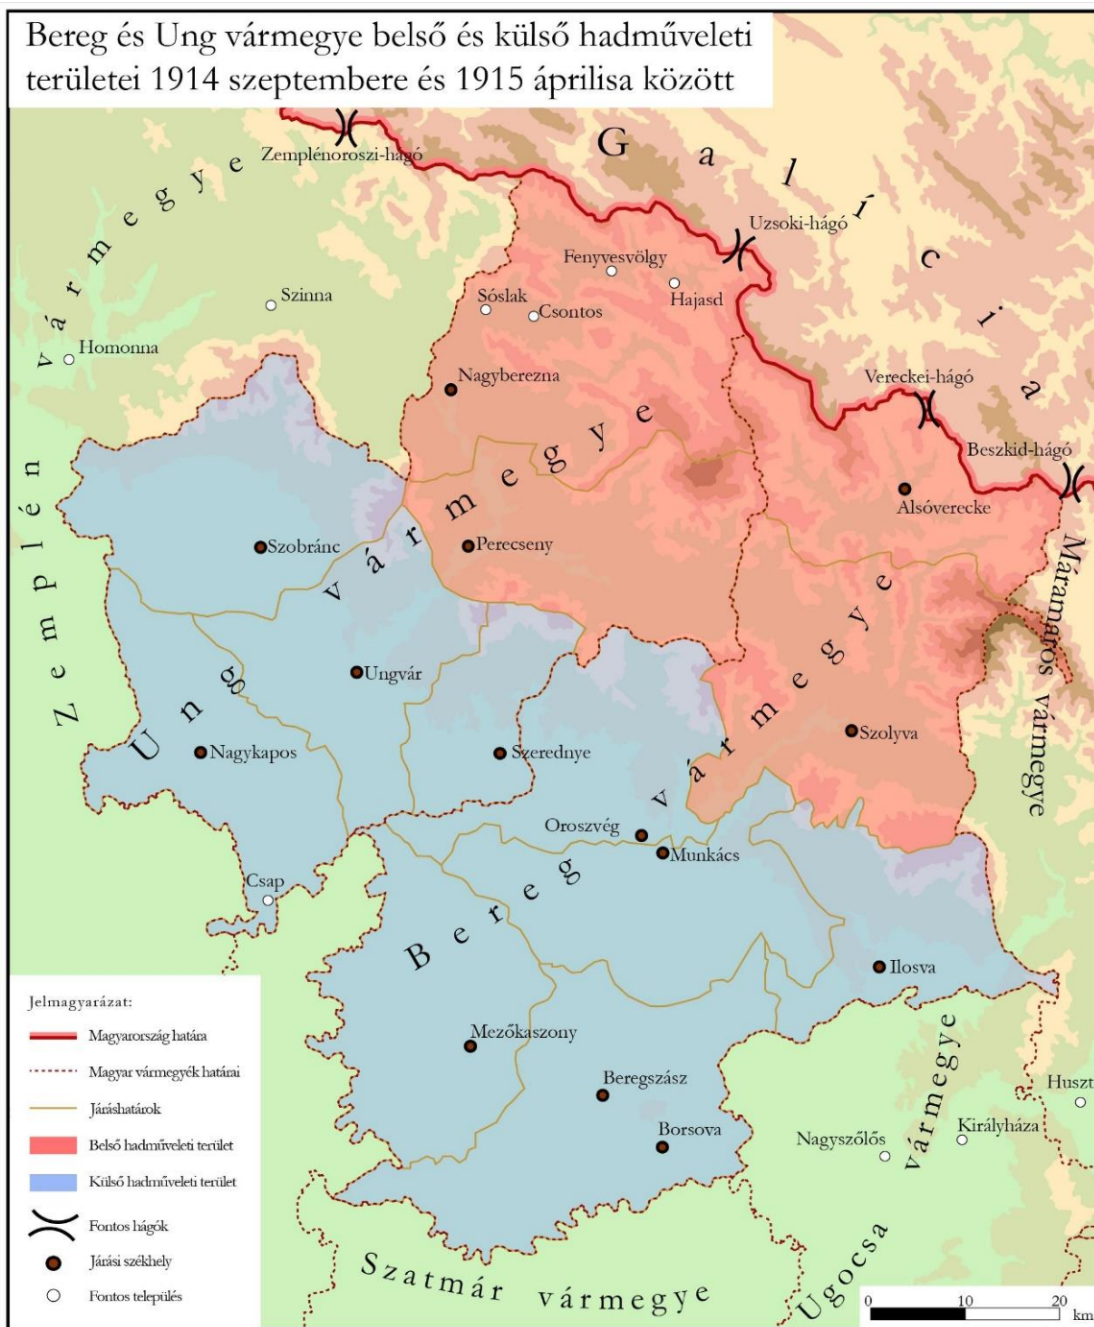 Bereg és Ung vármegye belső és külső hadműveleti
területei 1914 szeptembere és 1915 áprilisa között
Zemplénoroszi-hágó
Galícia
Uzsoki-hágó
Fenyvesvölgy
Hajasd
Szinna
Sóslak
Csontos
Homonna
Nagyberezna
Vereckei-hágó
Beszkid-hágó
Alsóverecke
Zemplén vármegye
Szobránc
Perecseny
Máramaros vármegye
Ungvár
Ung vármegye
Nagykapos
Szerednye
Szolyva
Oroszvég
Munkács
Bereg vármegye
Csap
Ilosva
Mezőkaszony
Beregszász
Borsova
Huszt
Királyháza
Nagyszőlős
Ugocsa vármegye
Szatmár vármegye
Jelmagyarázat:
Magyarország határa
Magyar vármegyék határai
Járáshatárok
Belső hadműveleti terület
Külső hadműveleti terület
Fontos hágók
Járási székhely
Fontos település
0 10 20
km